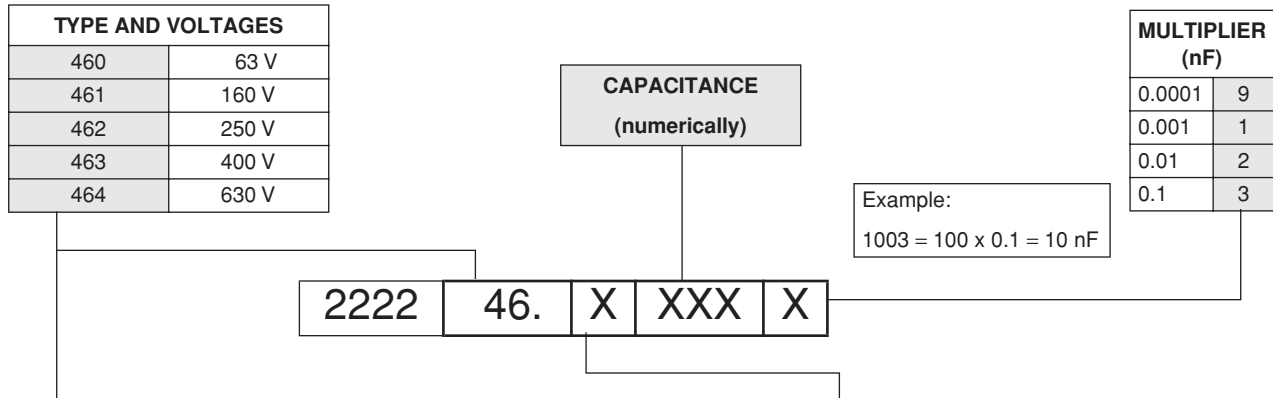 TYPE AND VOLTAGES
460 63 V
461 160 V
462 250 V
463 400 V
464 630 V
CAPACITANCE
(numerically)
MULTIPLIER
(nF)
0.0001 9
0.001 1
0.01 2
0.1 3
Example:
1003 = 100 x 0.1 = 10 nF
2222 46. X XXX X